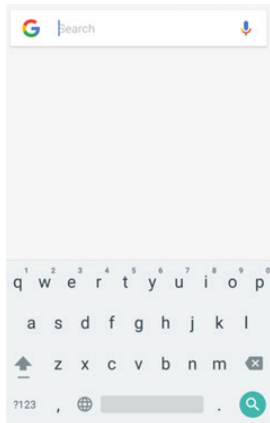 G Search
1 2 3 4 5 6 7 8 9 0
q w e r t y u i o p
a s d f g h j k l
z x c v b n m
?123 , .